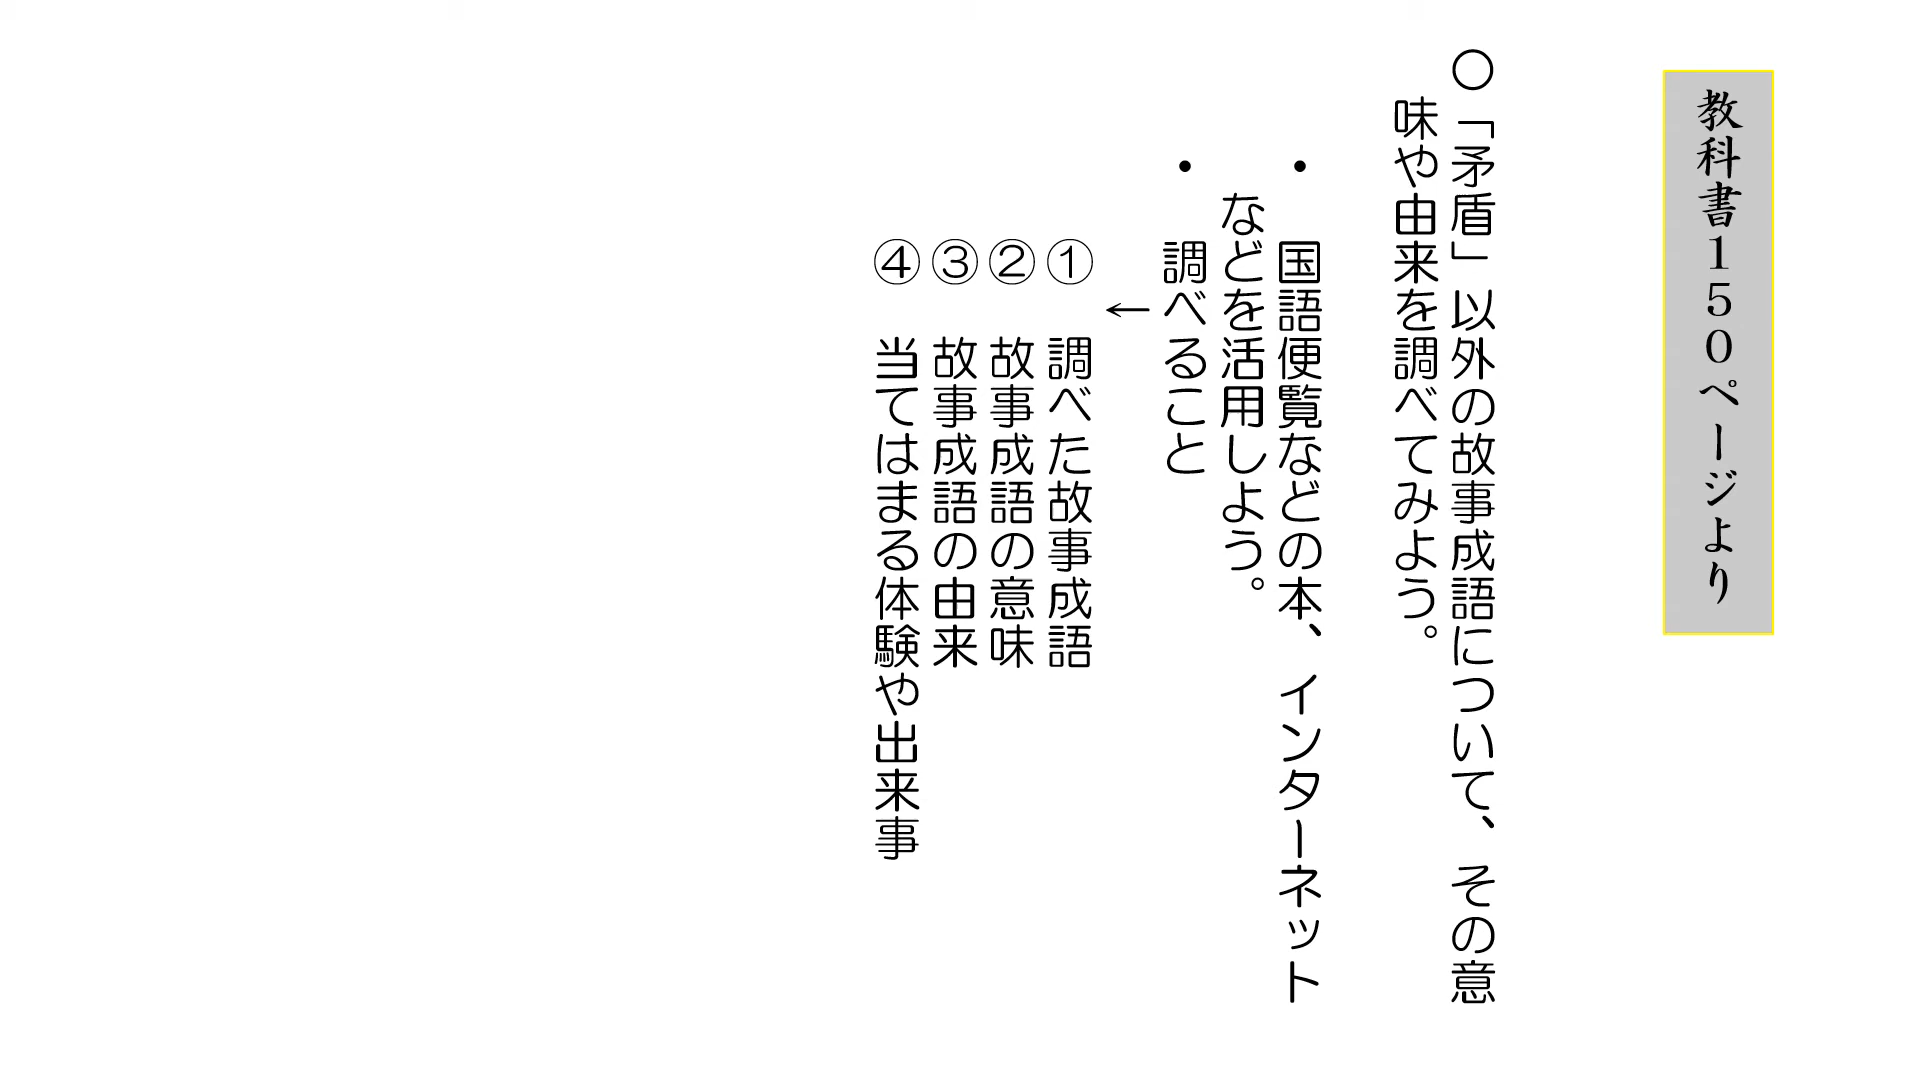 教科書150ページより
○「矛盾」以外の故事成語について、その意
味や由来を調べてみよう。
・　国語便覧などの本、インターネット
などを活用しよう。
・　調べること
←
①　調べた故事成語
②　故事成語の意味
③　故事成語の由来
④　当てはまる体験や出来事